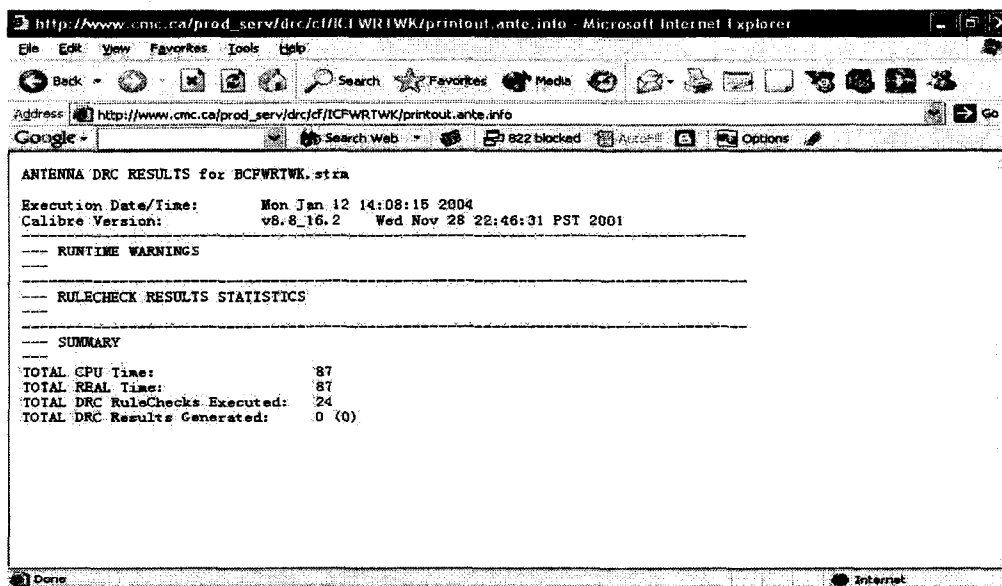 http://www.cmc.ca/prod_serv/drc/cf/ICFWRTWK/printout.ante.info - Microsoft Internet Explorer
File Edit View Favorites Tools Help
Back Search Favorites Media
Address http://www.cmc.ca/prod_serv/drc/cf/ICFWRTWK/printout.ante.info Go
Google Search Web 822 blocked AutoFill Options
ANTENNA DRC RESULTS for BCFWRTWK.strm
Execution Date/Time: Mon Jan 12 14:08:15 2004
Calibre Version: v8.8_16.2 Wed Nov 28 22:46:31 PST 2001
--- RUNTIME WARNINGS
---
--- RULECHECK RESULTS STATISTICS
---
--- SUMMARY
---
TOTAL CPU Time: 87
TOTAL REAL Time: 87
TOTAL DRC RuleChecks Executed: 24
TOTAL DRC Results Generated: 0 (0)
Done Internet